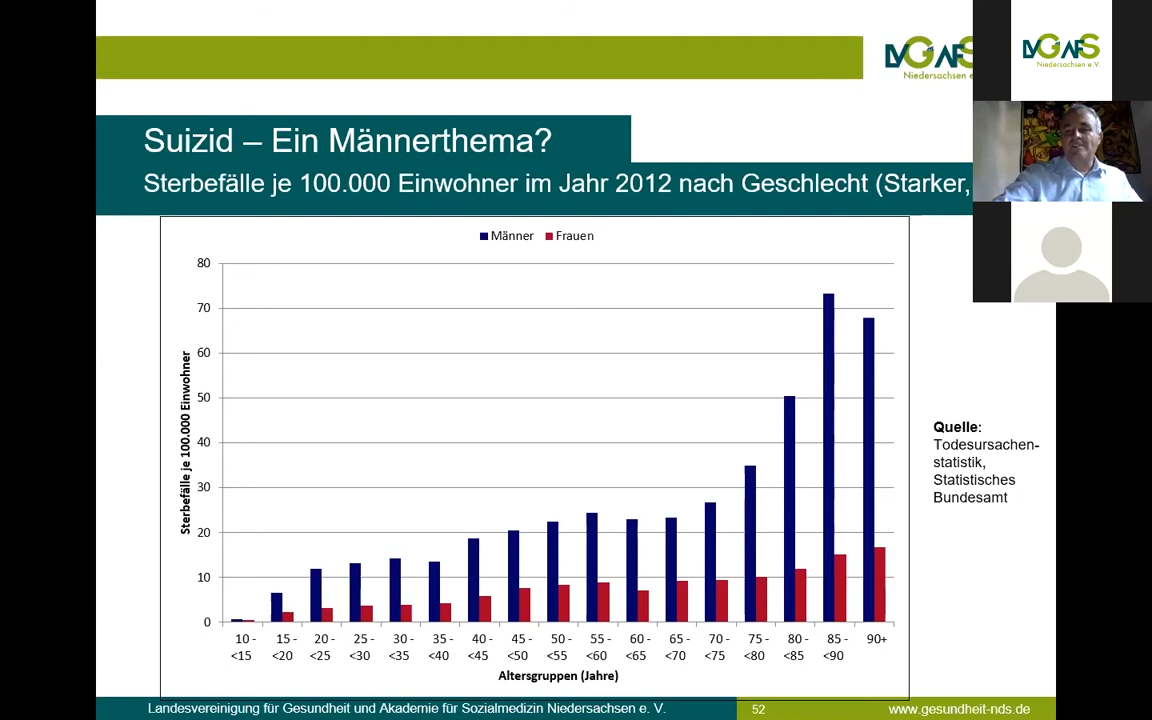 LVG AFS
Niedersachsen e.
LVG AFS
Niedersachsen e. V.
Suizid – Ein Männerthema?
Sterbefälle je 100.000 Einwohner im Jahr 2012 nach Geschlecht (Starker,
Männer Frauen
Sterbefälle je 100.000 Einwohner
80
70
60
50
40
30
20
10
0
10 - 15 - 20 - 25 - 30 - 35 - 40 - 45 - 50 - 55 - 60 - 65 - 70 - 75 - 80 - 85 - 90+
<15 <20 <25 <30 <35 <40 <45 <50 <55 <60 <65 <70 <75 <80 <85 <90
Altersgruppen (Jahre)
Quelle:
Todesursachen-
statistik,
Statistisches
Bundesamt
Landesvereinigung für Gesundheit und Akademie für Sozialmedizin Niedersachsen e. V. 52 www.gesundheit-nds.de